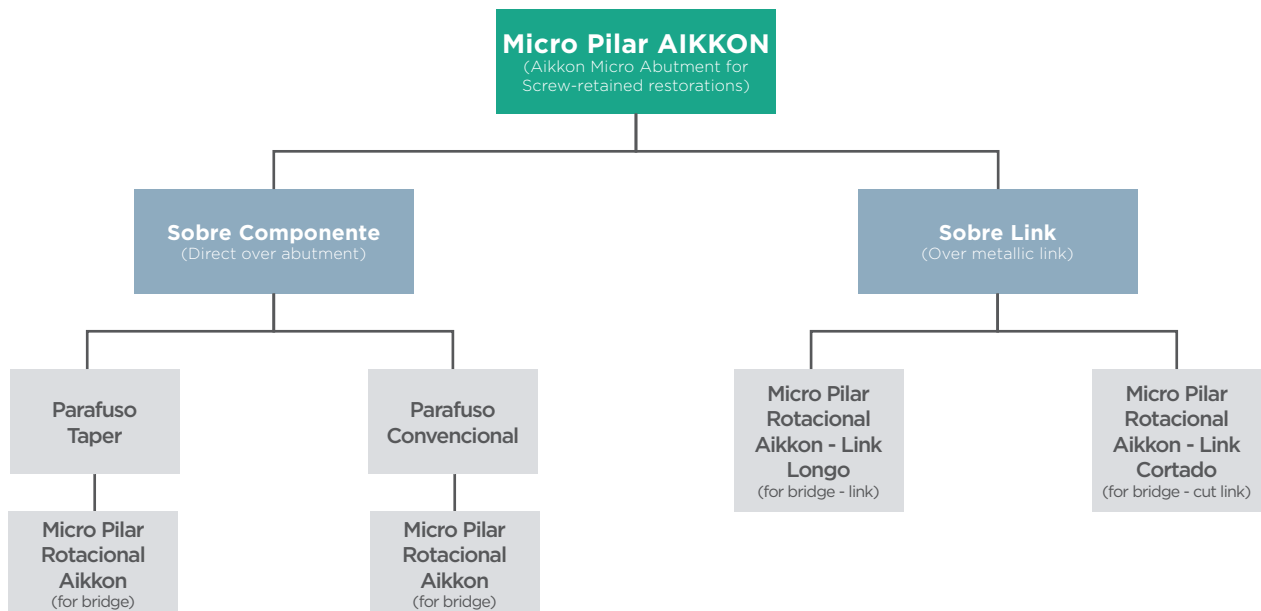 Micro Pilar AIKKON
(Aikkon Micro Abutment for
Screw-retained restorations)
Sobre Componente
(Direct over abutment)
Sobre Link
(Over metallic link)
Parafuso
Taper
Parafuso
Convencional
Micro Pilar
Rotacional
Aikkon - Link
Longo
(for bridge - link)
Micro Pilar
Rotacional
Aikkon - Link
Cortado
(for bridge - cut link)
Micro Pilar
Rotacional
Aikkon
(for bridge)
Micro Pilar
Rotacional
Aikkon
(for bridge)